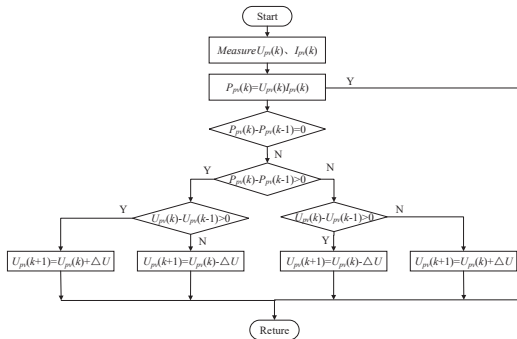 Start
MeasureUpv(k)、Ipv(k)
Ppv(k)=Upv(k)Ipv(k)
Y
Ppv(k)-Ppv(k-1)=0
N
Ppv(k)-Ppv(k-1)>0
Y
N
Upv(k)-Upv(k-1)>0
Y
N
Upv(k)-Upv(k-1)>0
N
Y
Upv(k+1)=Upv(k)+△U
Upv(k+1)=Upv(k)-△U
Upv(k+1)=Upv(k)-△U
Upv(k+1)=Upv(k)+△U
Reture